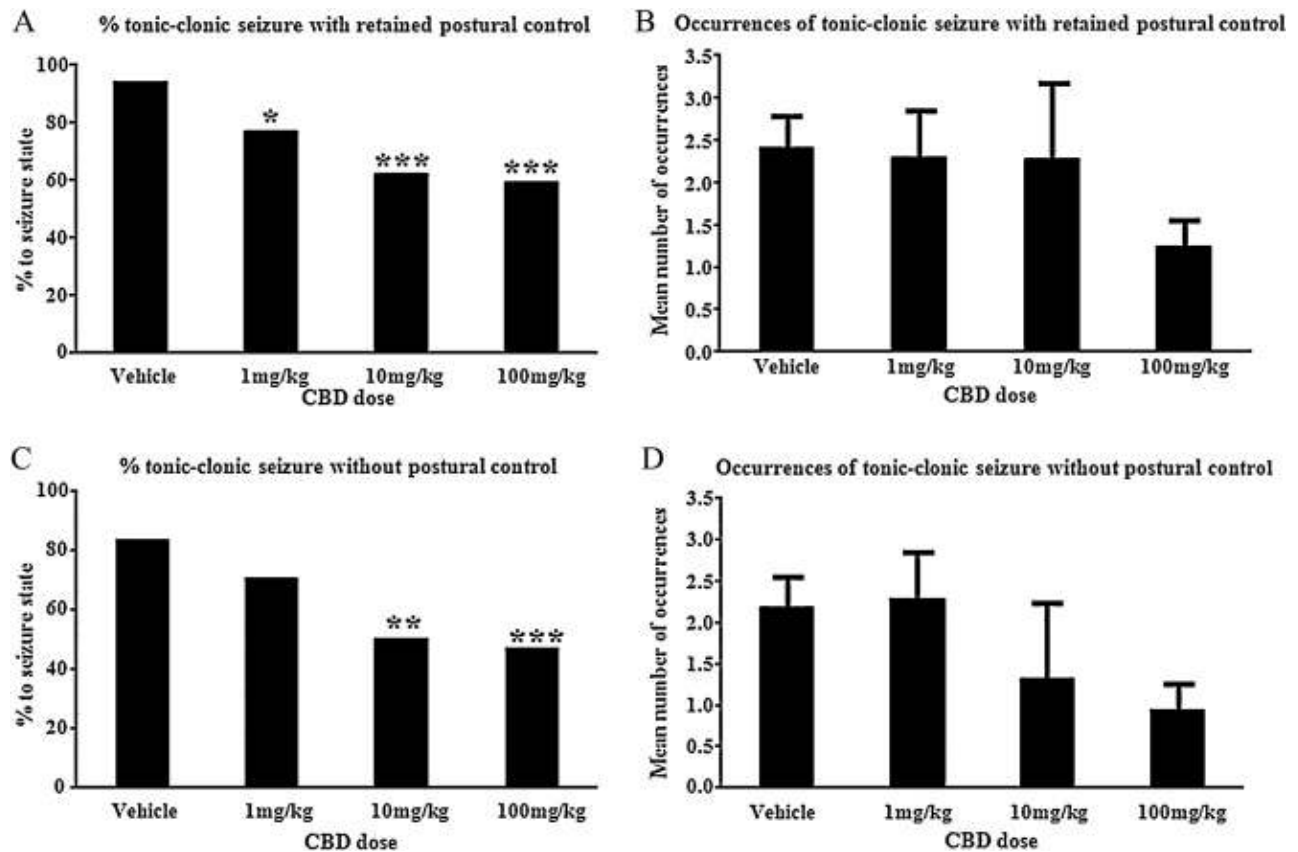 A % tonic-clonic seizure with retained postural control
% to seizure state
100
80
60
40
20
0
*
***
***
Vehicle 1mg/kg 10mg/kg 100mg/kg
CBD dose
B Occurrences of tonic-clonic seizure with retained postural control
Mean number of occurrences
3.5
3.0
2.5
2.0
1.5
1.0
0.5
0.0
Vehicle 1mg/kg 10mg/kg 100mg/kg
CBD dose
C % tonic-clonic seizure without postural control
% to seizure state
100
80
60
40
20
0
**
***
Vehicle 1mg/kg 10mg/kg 100mg/kg
CBD dose
D Occurrences of tonic-clonic seizure without postural control
Mean number of occurrences
3.5
3.0
2.5
2.0
1.5
1.0
0.5
0.0
Vehicle 1mg/kg 10mg/kg 100mg/kg
CBD dose